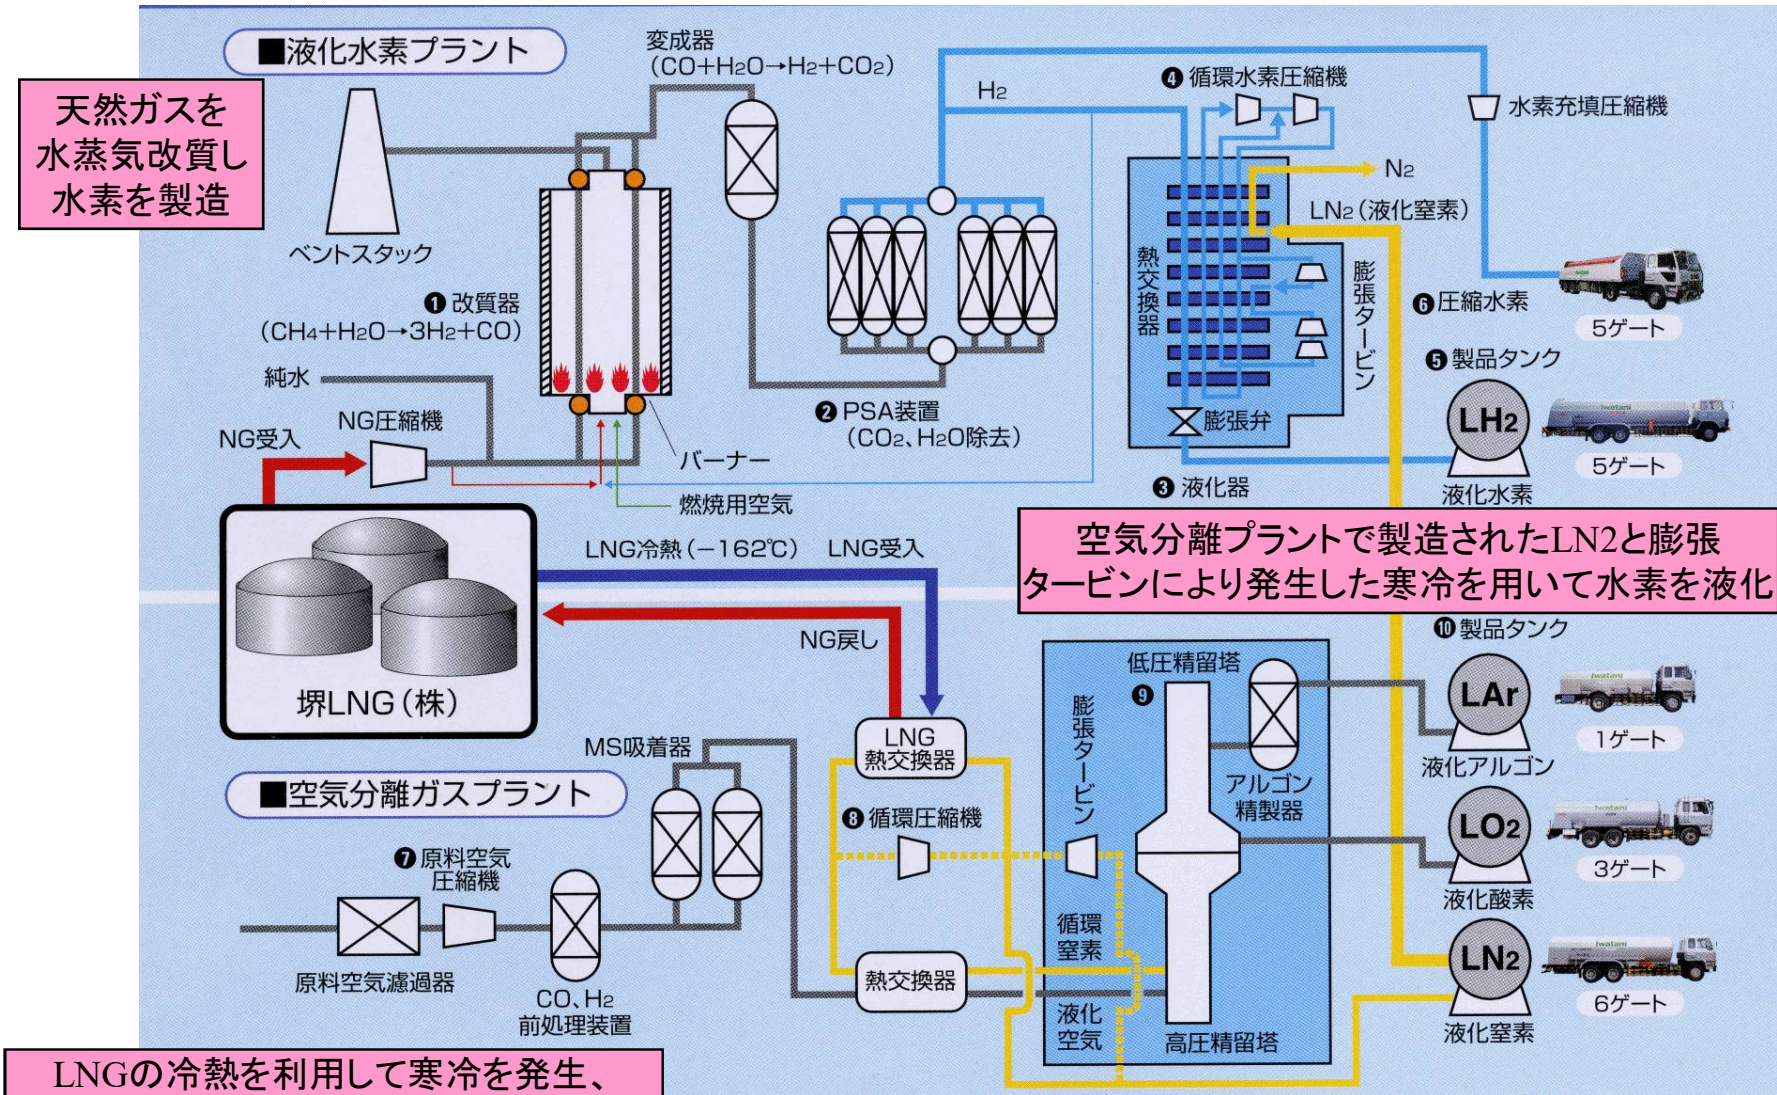 ■液化水素プラント
天然ガスを
水蒸気改質し
水素を製造
ベントスタック
変成器
(CO+H2O→H2+CO2)
❶ 改質器
(CH4+H2O→3H2+CO)
純水
NG圧縮機
NG受入
バーナー
燃焼用空気
❷ PSA装置
(CO2、H2O除去)
H2
❹ 循環水素圧縮機
水素充填圧縮機
N2
LN2(液化窒素)
熱交換器
膨張タービン
膨張弁
❸ 液化器
❻ 圧縮水素
Iwatani
5ゲート
❺ 製品タンク
LH2
Iwatani
5ゲート
液化水素
空気分離プラントで製造されたLN2と膨張
タービンにより発生した寒冷を用いて水素を液化
LNG冷熱(−162℃)
LNG受入
NG戻し
堺LNG(株)
LNG
熱交換器
■空気分離ガスプラント
MS吸着器
❼ 原料空気
圧縮機
原料空気濾過器
CO、H2
前処理装置
❽ 循環圧縮機
熱交換器
膨張タービン
低圧精留塔
❾
アルゴン
精製器
循環
窒素
液化
空気
高圧精留塔
❿ 製品タンク
LAr
Iwatani
1ゲート
液化アルゴン
LO2
Iwatani
3ゲート
液化酸素
LN2
Iwatani
6ゲート
液化窒素
LNGの冷熱を利用して寒冷を発生、